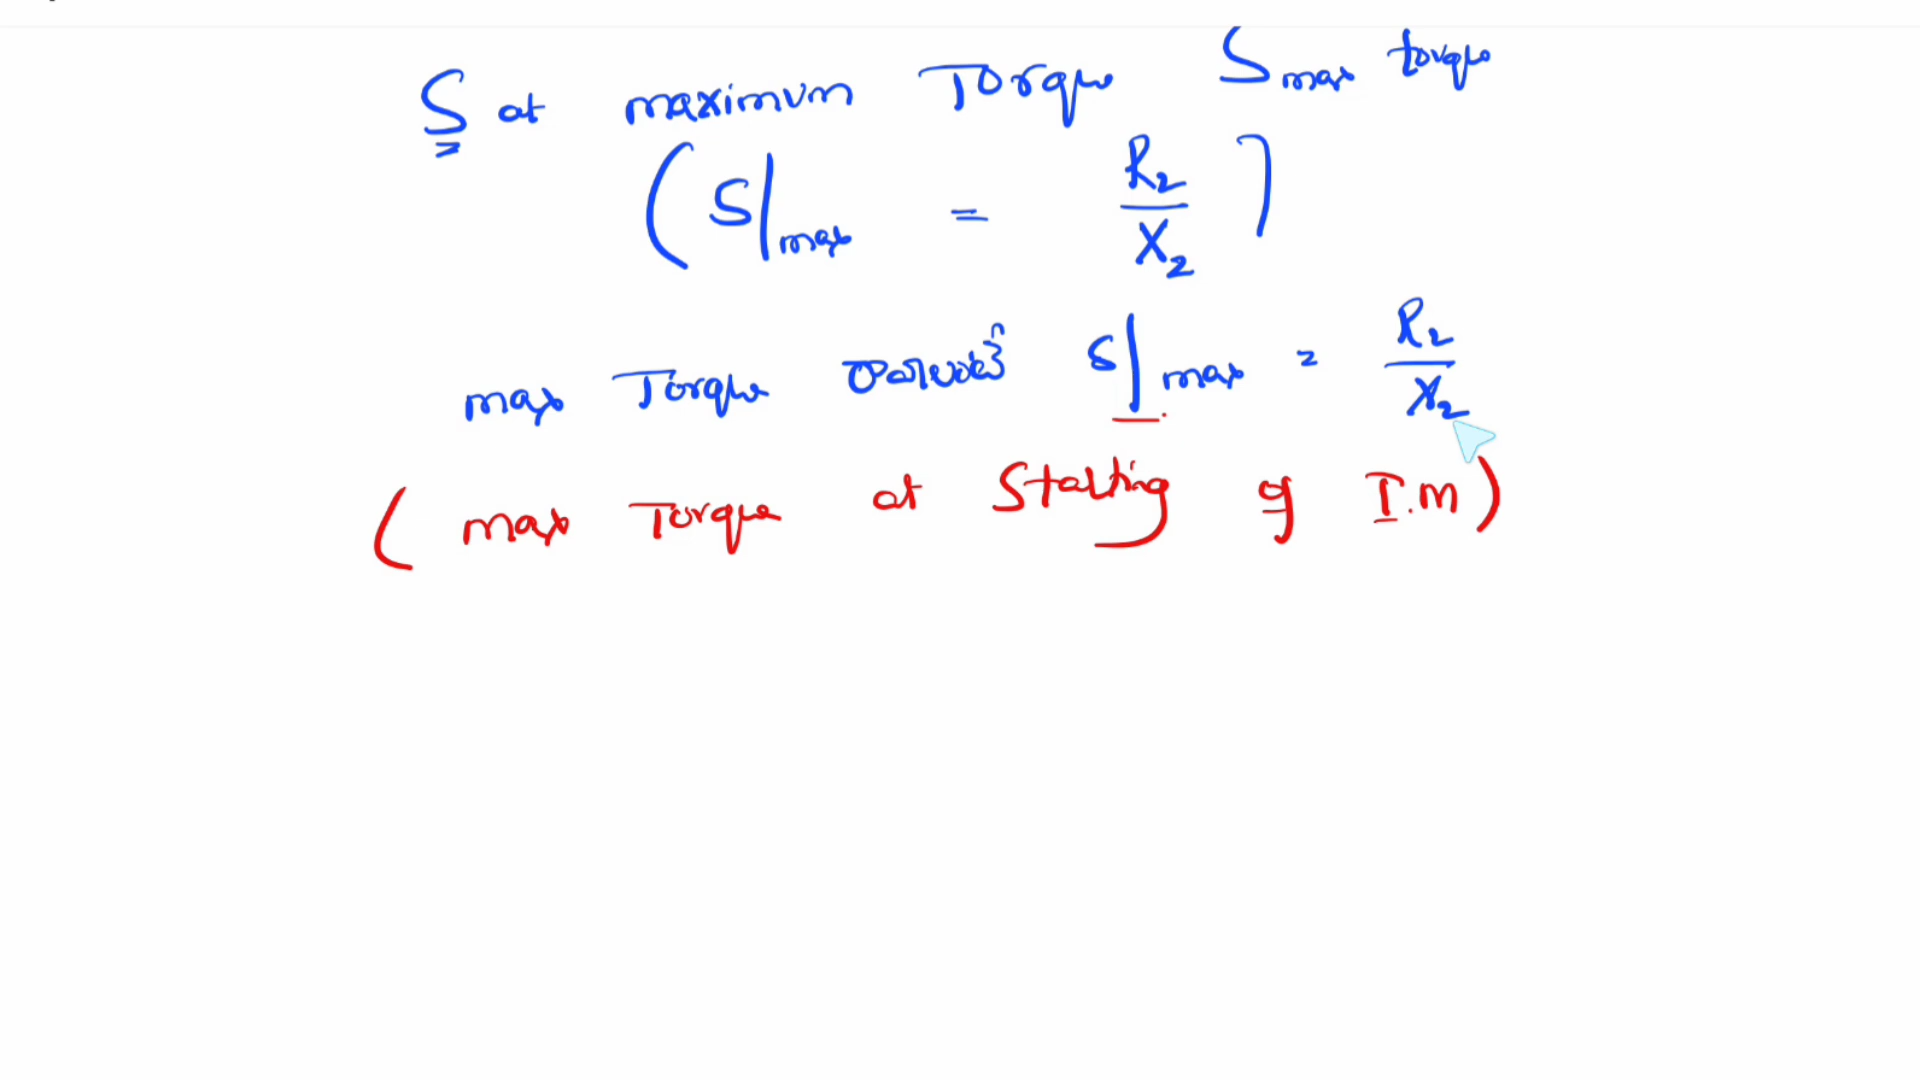 S at maximum Torque S max torque
( S|max = R2/X2 ]
max Torque రావాలంటే S|max = R2/X2
( max Torque at Starting of I.M )